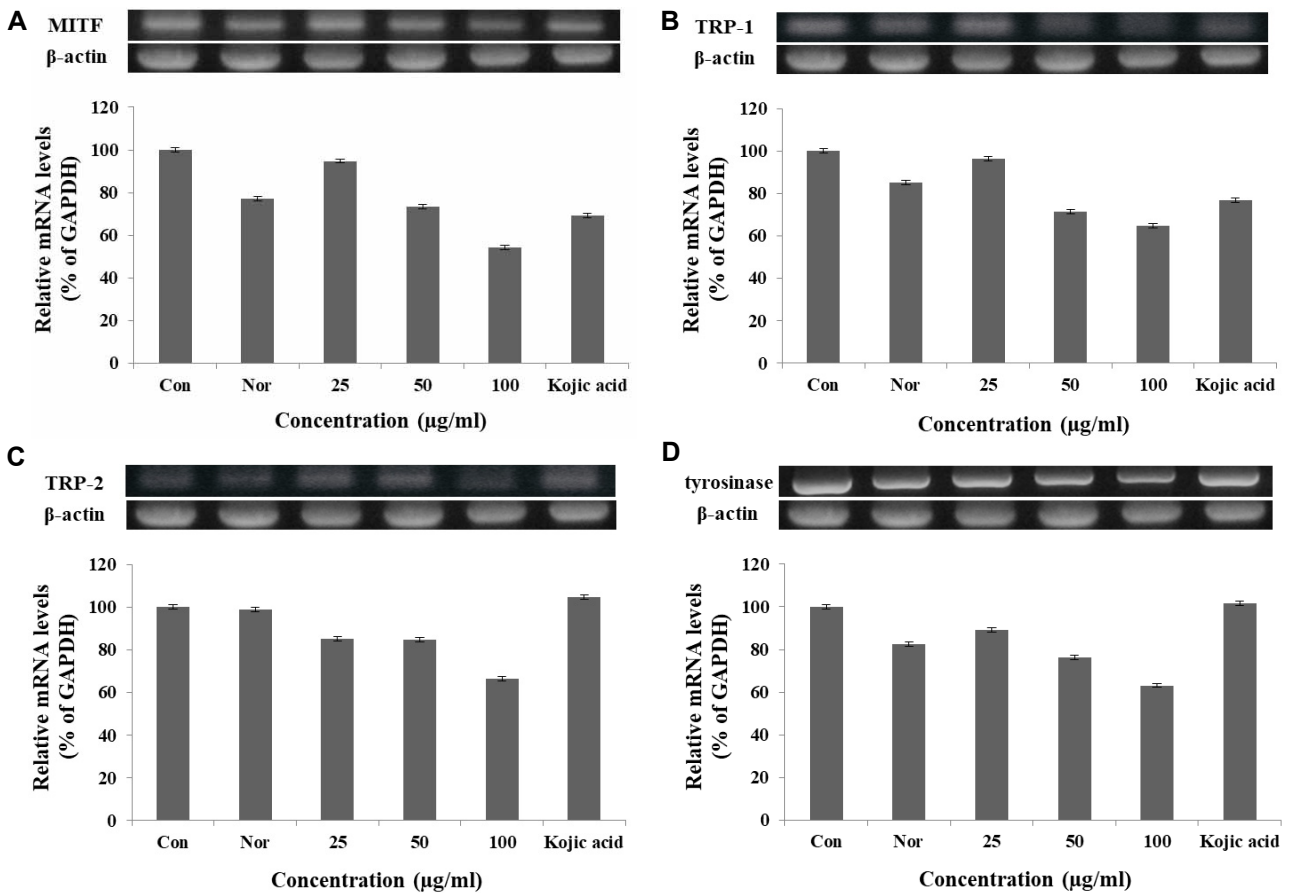 A
MITF
β-actin
Relative mRNA levels
(% of GAPDH)
120
100
80
60
40
20
0
Con Nor 25 50 100 Kojic acid
Concentration (μg/ml)
B
TRP-1
β-actin
Relative mRNA levels
(% of GAPDH)
120
100
80
60
40
20
0
Con Nor 25 50 100 Kojic acid
Concentration (μg/ml)
C
TRP-2
β-actin
Relative mRNA levels
(% of GAPDH)
120
100
80
60
40
20
0
Con Nor 25 50 100 Kojic acid
Concentration (μg/ml)
D
tyrosinase
β-actin
Relative mRNA levels
(% of GAPDH)
120
100
80
60
40
20
0
Con Nor 25 50 100 Kojic acid
Concentration (μg/ml)